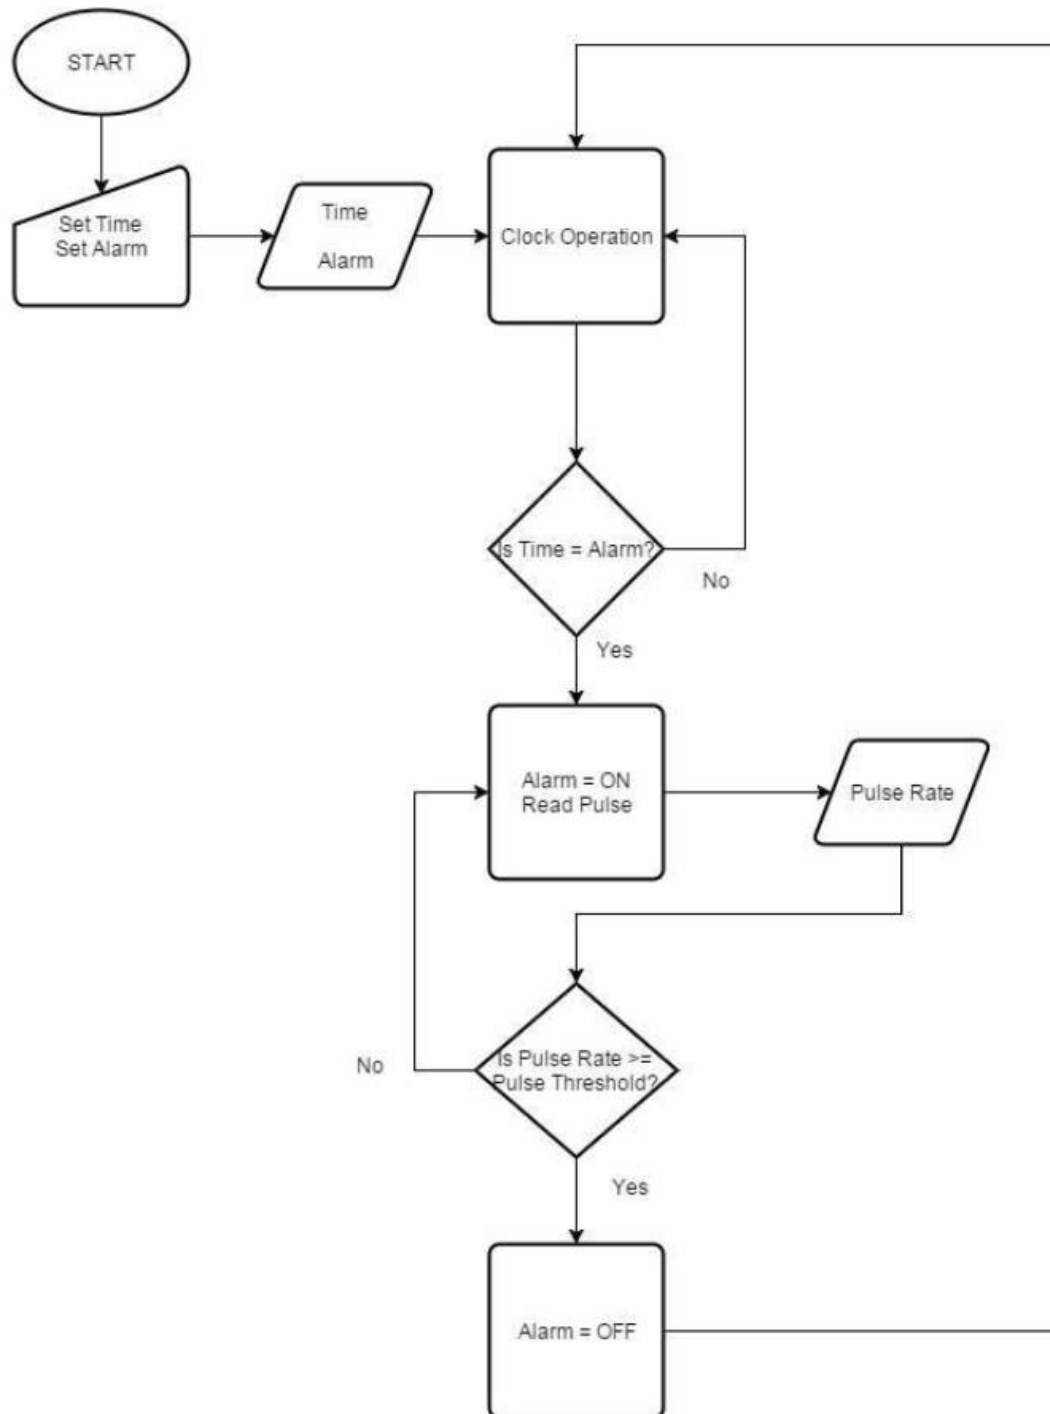 START
Set Time
Set Alarm
Time
Alarm
Clock Operation
Is Time = Alarm?
No
Yes
Alarm = ON
Read Pulse
Pulse Rate
Is Pulse Rate >=
Pulse Threshold?
No
Yes
Alarm = OFF